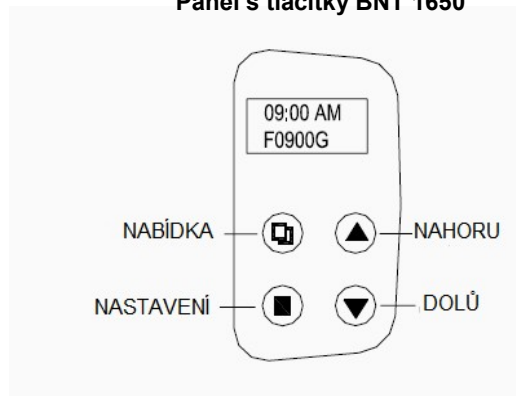 Panel s tlačítky BNT 1650
09:00 AM
F0900G
NABÍDKA
NAHORU
NASTAVENÍ
DOLŮ